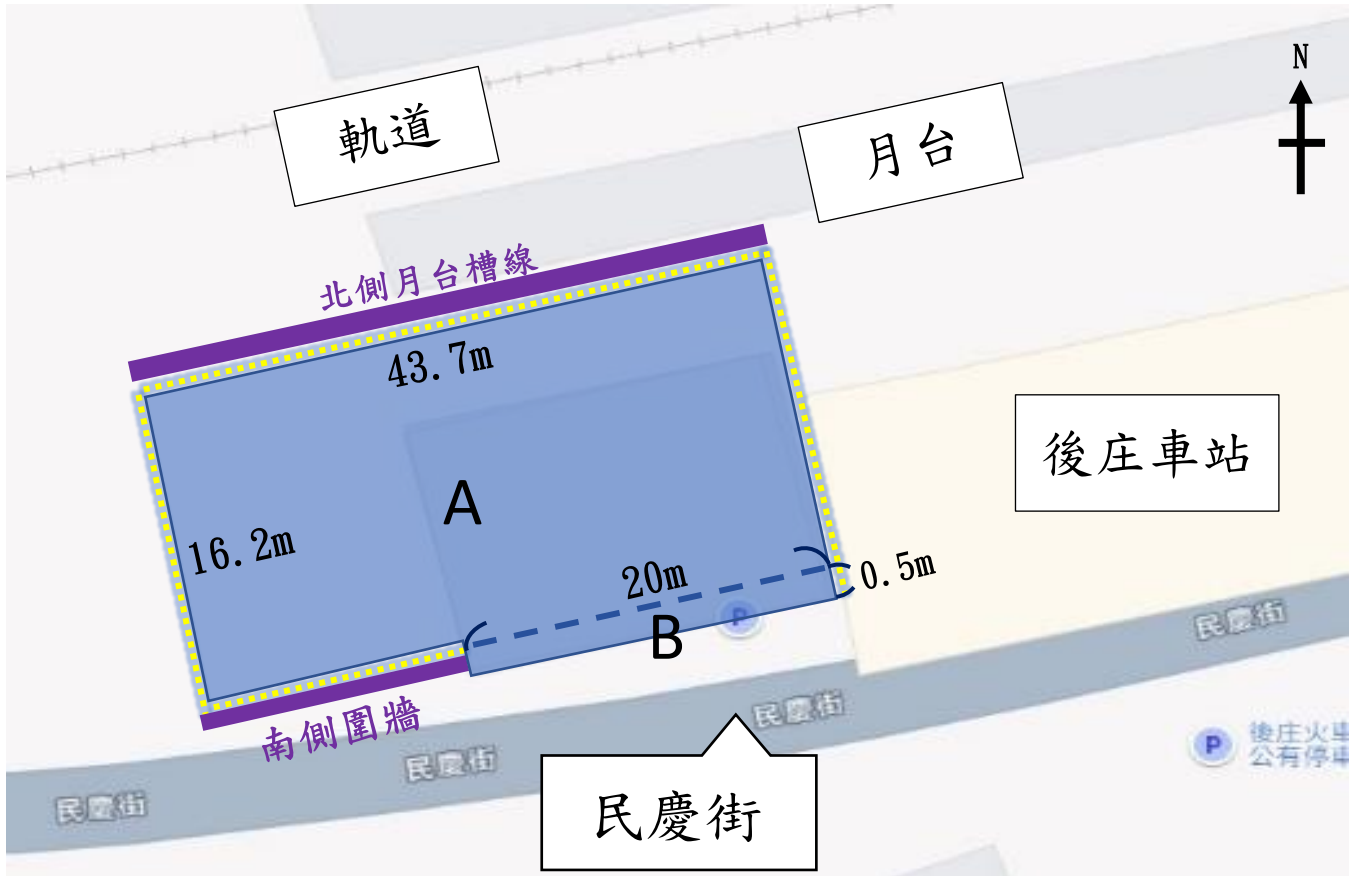 N
軌道
月台
北側月台槽線
43.7m
後庄車站
A
16.2m
20m
0.5m
P
B
民慶街
南側圍牆
民慶街
民慶街
P
後庄火車
公有停車
民慶街
民慶街